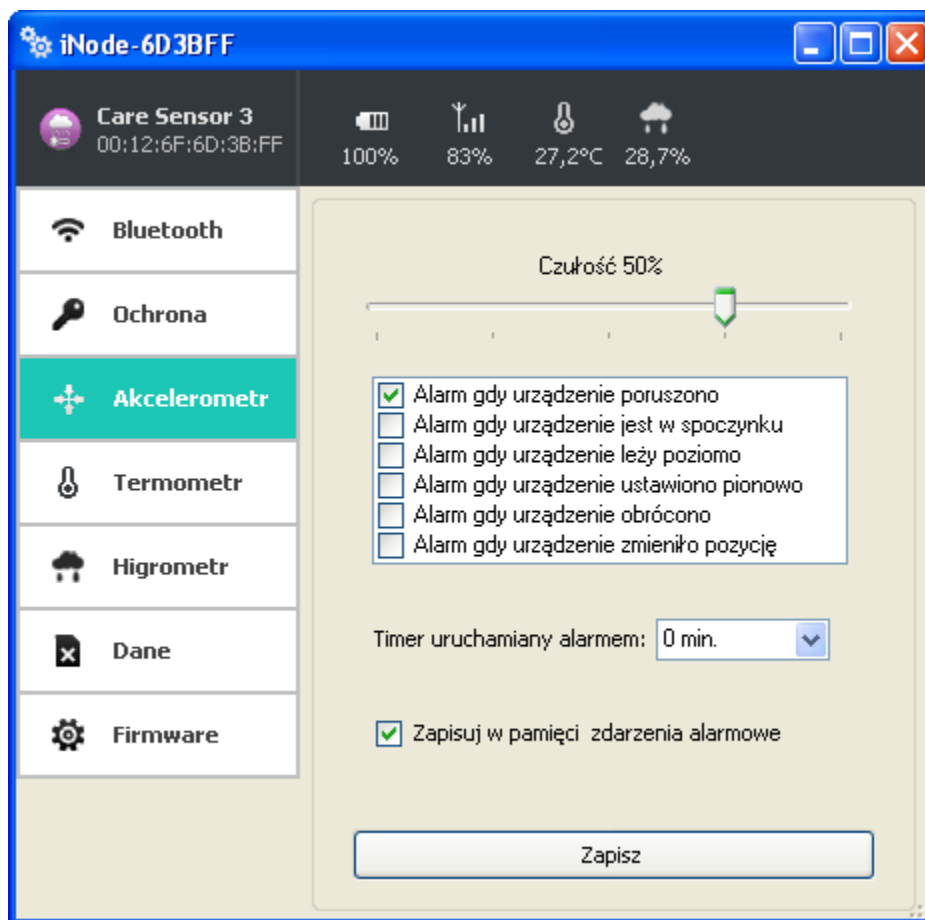 iNode-6D3BFF
Care Sensor 3
00:12:6F:6D:3B:FF
100%
83%
27,2°C
28,7%
Bluetooth
Ochrona
Akcelerometr
Termometr
Higrometr
Dane
Firmware
Czułość 50%
Alarm gdy urządzenie poruszono
Alarm gdy urządzenie jest w spoczynku
Alarm gdy urządzenie leży poziomo
Alarm gdy urządzenie ustawiono pionowo
Alarm gdy urządzenie obrócono
Alarm gdy urządzenie zmieniło pozycję
Timer uruchamiany alarmem: 0 min.
Zapisuj w pamięci zdarzenia alarmowe
Zapisz